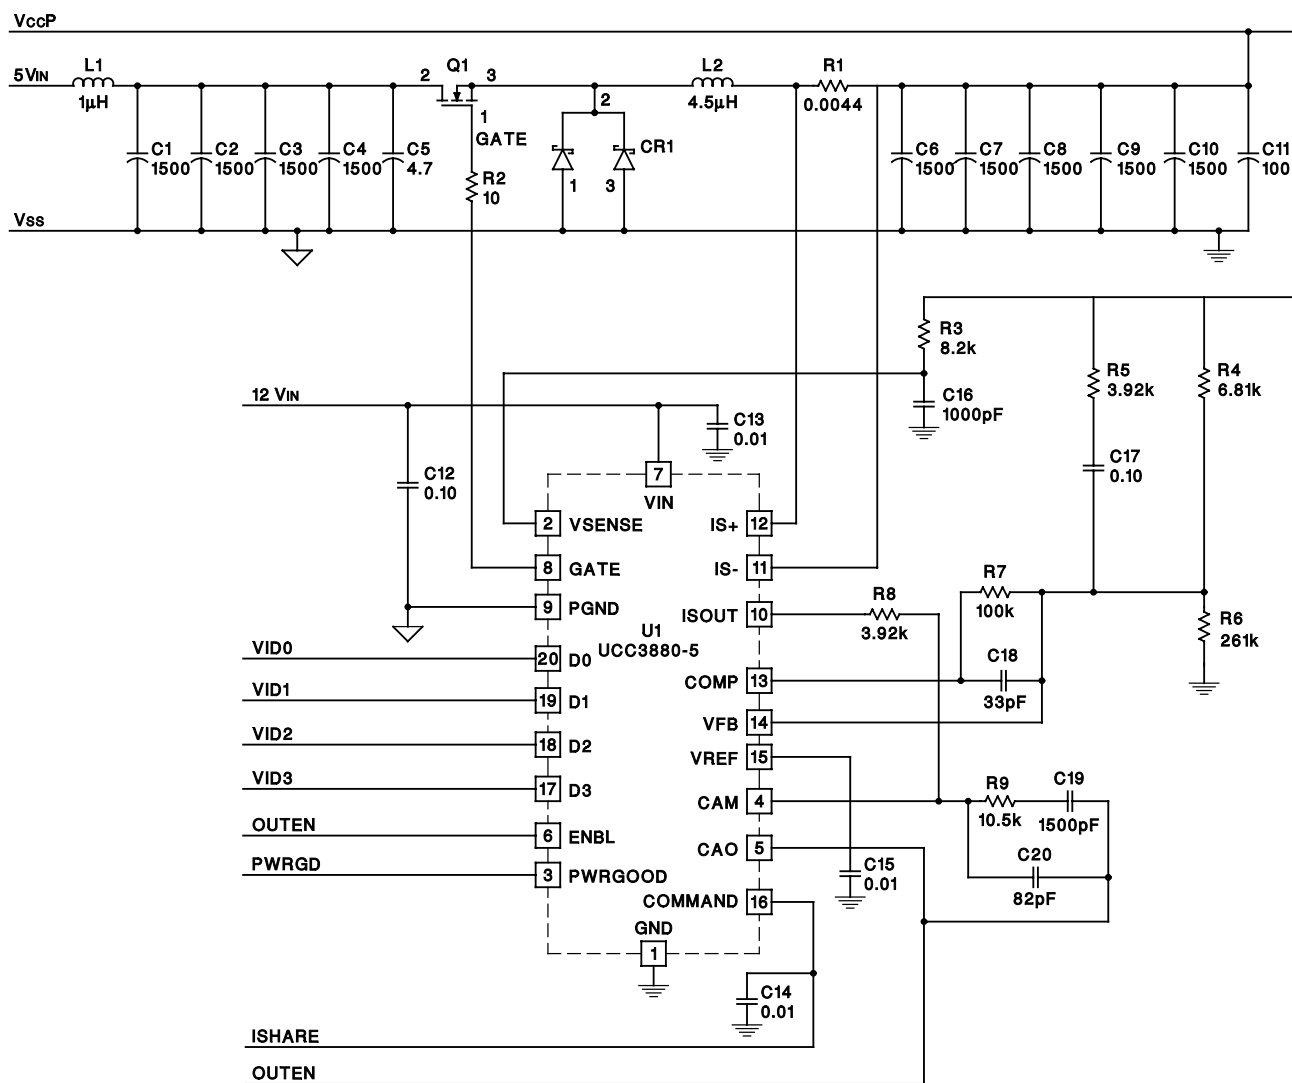 VCCP
5VIN
L1
1µH
2
Q1
3
1
GATE
R2
10
L2
4.5µH
R1
0.0044
2
CR1
1
3
C1
1500
C2
1500
C3
1500
C4
1500
C5
4.7
C6
1500
C7
1500
C8
1500
C9
1500
C10
1500
C11
100
VSS
R3
8.2k
R5
3.92k
R4
6.81k
C16
1000pF
12 VIN
C13
0.01
C12
0.10
C17
0.10
7
VIN
2 VSENSE
IS+ 12
8 GATE
IS- 11
9 PGND
ISOUT 10
U1
UCC3880-5
R8
3.92k
R7
100k
R6
261k
C18
33pF
VID0
20 D0
COMP 13
VID1
19 D1
VFB 14
VID2
18 D2
VREF 15
VID3
17 D3
CAM 4
R9
10.5k
C19
1500pF
OUTEN
6 ENBL
CAO 5
C20
82pF
PWRGD
3 PWRGOOD
C15
0.01
COMMAND 16
GND
1
C14
0.01
ISHARE
OUTEN